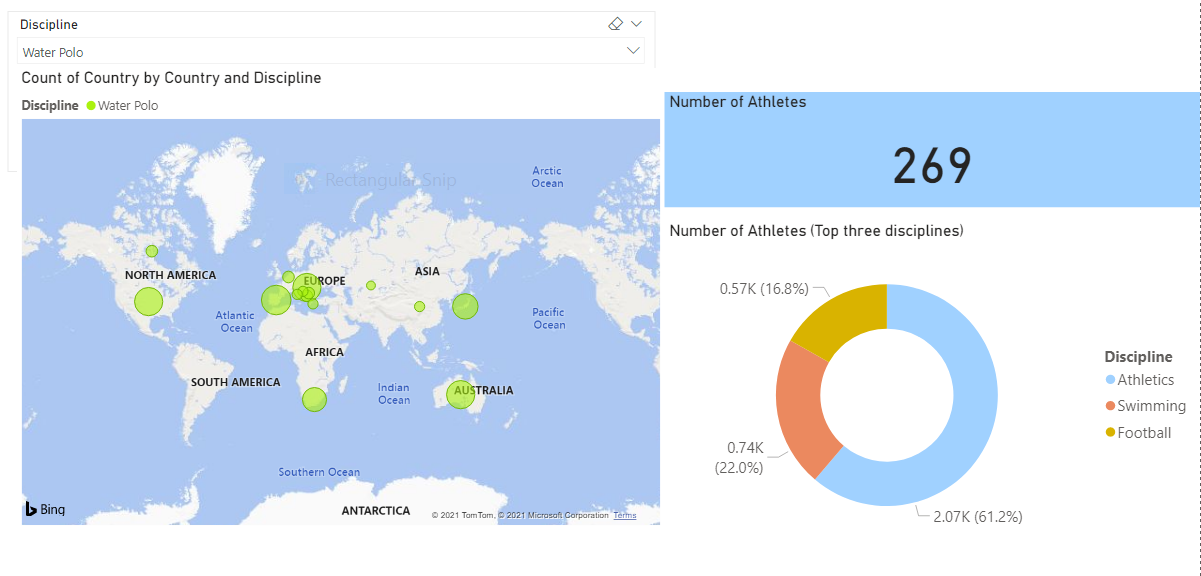 Discipline
Water Polo
Count of Country by Country and Discipline
Discipline Water Polo
Rectangular Snip
Arctic
Ocean
NORTH AMERICA
EUROPE
ASIA
Atlantic
Ocean
Pacific
Ocean
AFRICA
SOUTH AMERICA
Indian
Ocean
AUSTRALIA
Southern Ocean
ANTARCTICA
Bing
© 2021 TomTom, © 2021 Microsoft Corporation Terms
Number of Athletes
269
Number of Athletes (Top three disciplines)
0.57K (16.8%)
0.74K
(22.0%)
2.07K (61.2%)
Discipline
Athletics
Swimming
Football